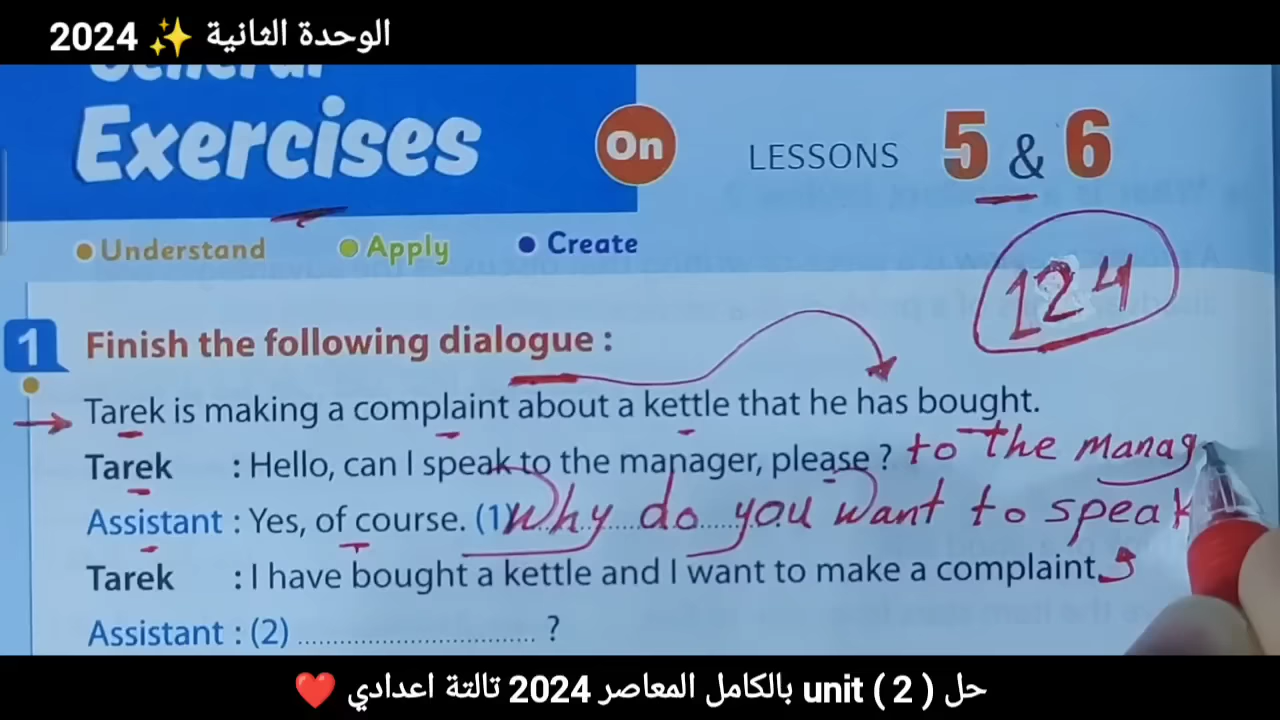 الوحدة الثانية ✨ 2024
Exercises
On
LESSONS 5 & 6
Understand
Apply
Create
124
1 Finish the following dialogue :
Tarek is making a complaint about a kettle that he has bought.
Tarek : Hello, can I speak to the manager, please ? to the manag
Assistant : Yes, of course. (1) Why do you want to speak
Tarek : I have bought a kettle and I want to make a complaint
Assistant : (2) .................................. ?
حل unit ( 2 ) بالكامل المعاصر 2024 تالتة اعدادي ❤️